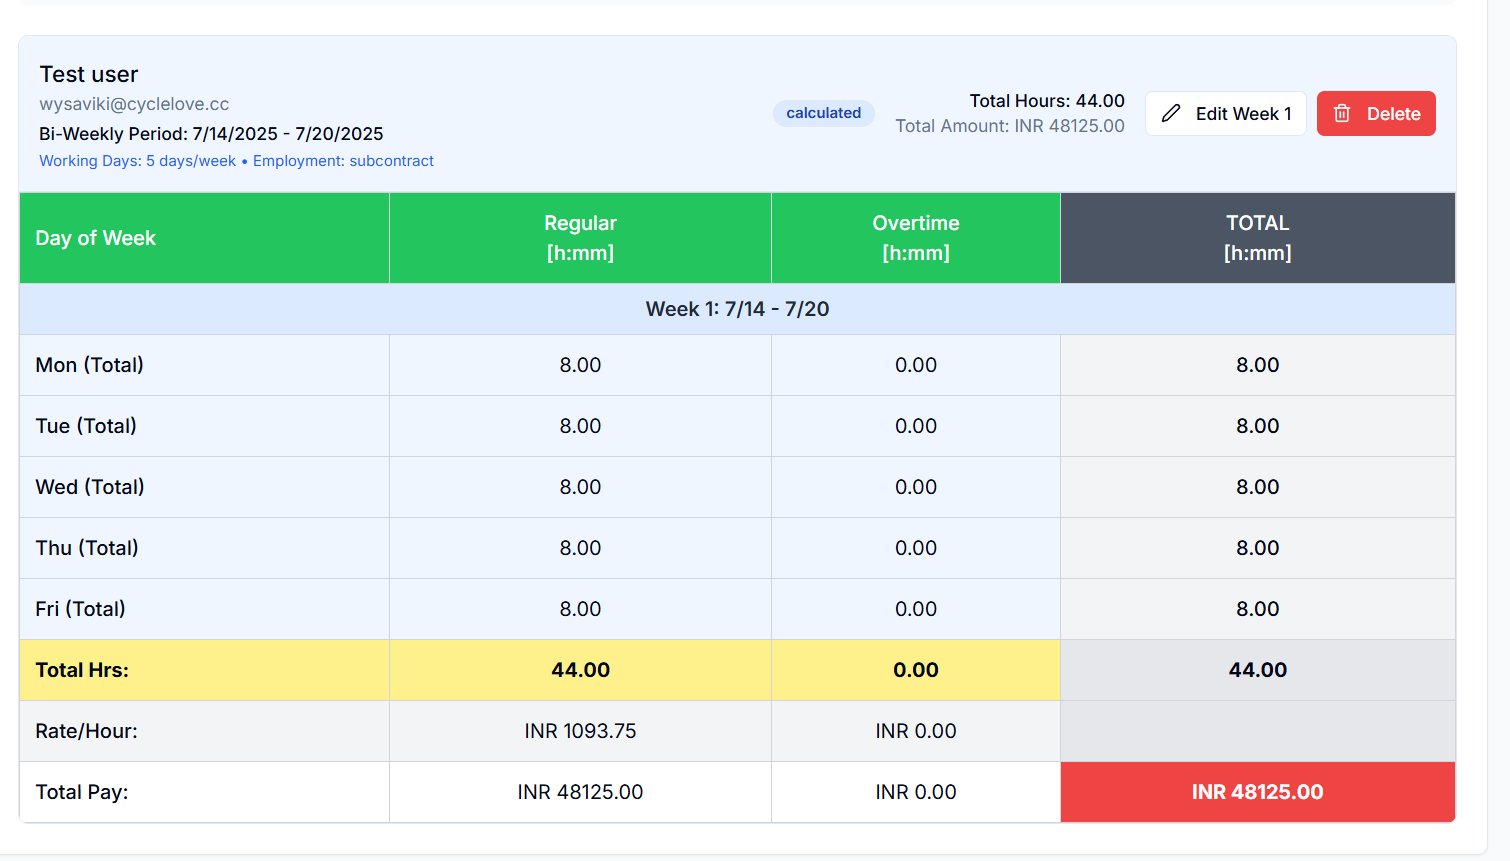 Test user
wysaviki@cyclelove.cc
Bi-Weekly Period: 7/14/2025 - 7/20/2025
Working Days: 5 days/week • Employment: subcontract
calculated
Total Hours: 44.00
Total Amount: INR 48125.00
Edit Week 1
Delete
Day of Week
Regular
[h:mm]
Overtime
[h:mm]
TOTAL
[h:mm]
Week 1: 7/14 - 7/20
Mon (Total) 8.00 0.00 8.00
Tue (Total) 8.00 0.00 8.00
Wed (Total) 8.00 0.00 8.00
Thu (Total) 8.00 0.00 8.00
Fri (Total) 8.00 0.00 8.00
Total Hrs: 44.00 0.00 44.00
Rate/Hour: INR 1093.75 INR 0.00
Total Pay: INR 48125.00 INR 0.00 INR 48125.00